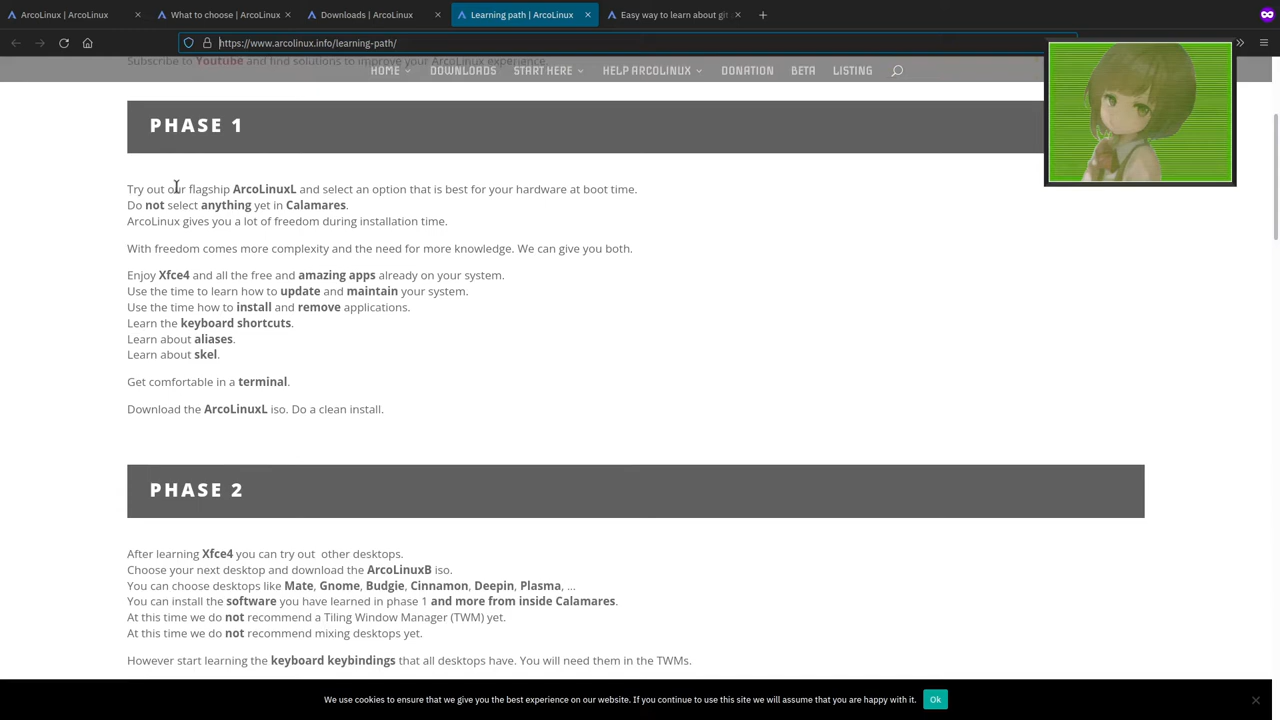 ArcoLinux | ArcoLinux
What to choose | ArcoLinux
Downloads | ArcoLinux
Learning path | ArcoLinux
Easy way to learn about git
https://www.arcolinux.info/learning-path/
Subscribe to Youtube and find solutions to improve your ArcoLinux experience.
HOME
DOWNLOADS
START HERE
HELP ARCOLINUX
DONATION
BETA
LISTING
PHASE 1
Try out our flagship ArcoLinuxL and select an option that is best for your hardware at boot time.
Do not select anything yet in Calamares.
ArcoLinux gives you a lot of freedom during installation time.
With freedom comes more complexity and the need for more knowledge. We can give you both.
Enjoy Xfce4 and all the free and amazing apps already on your system.
Use the time to learn how to update and maintain your system.
Use the time how to install and remove applications.
Learn the keyboard shortcuts.
Learn about aliases.
Learn about skel.
Get comfortable in a terminal.
Download the ArcoLinuxL iso. Do a clean install.
PHASE 2
After learning Xfce4 you can try out  other desktops.
Choose your next desktop and download the ArcoLinuxB iso.
You can choose desktops like Mate, Gnome, Budgie, Cinnamon, Deepin, Plasma, ...
You can install the software you have learned in phase 1 and more from inside Calamares.
At this time we do not recommend a Tiling Window Manager (TWM) yet.
At this time we do not recommend mixing desktops yet.
However start learning the keyboard keybindings that all desktops have. You will need them in the TWMs.
We use cookies to ensure that we give you the best experience on our website. If you continue to use this site we will assume that you are happy with it.
Ok